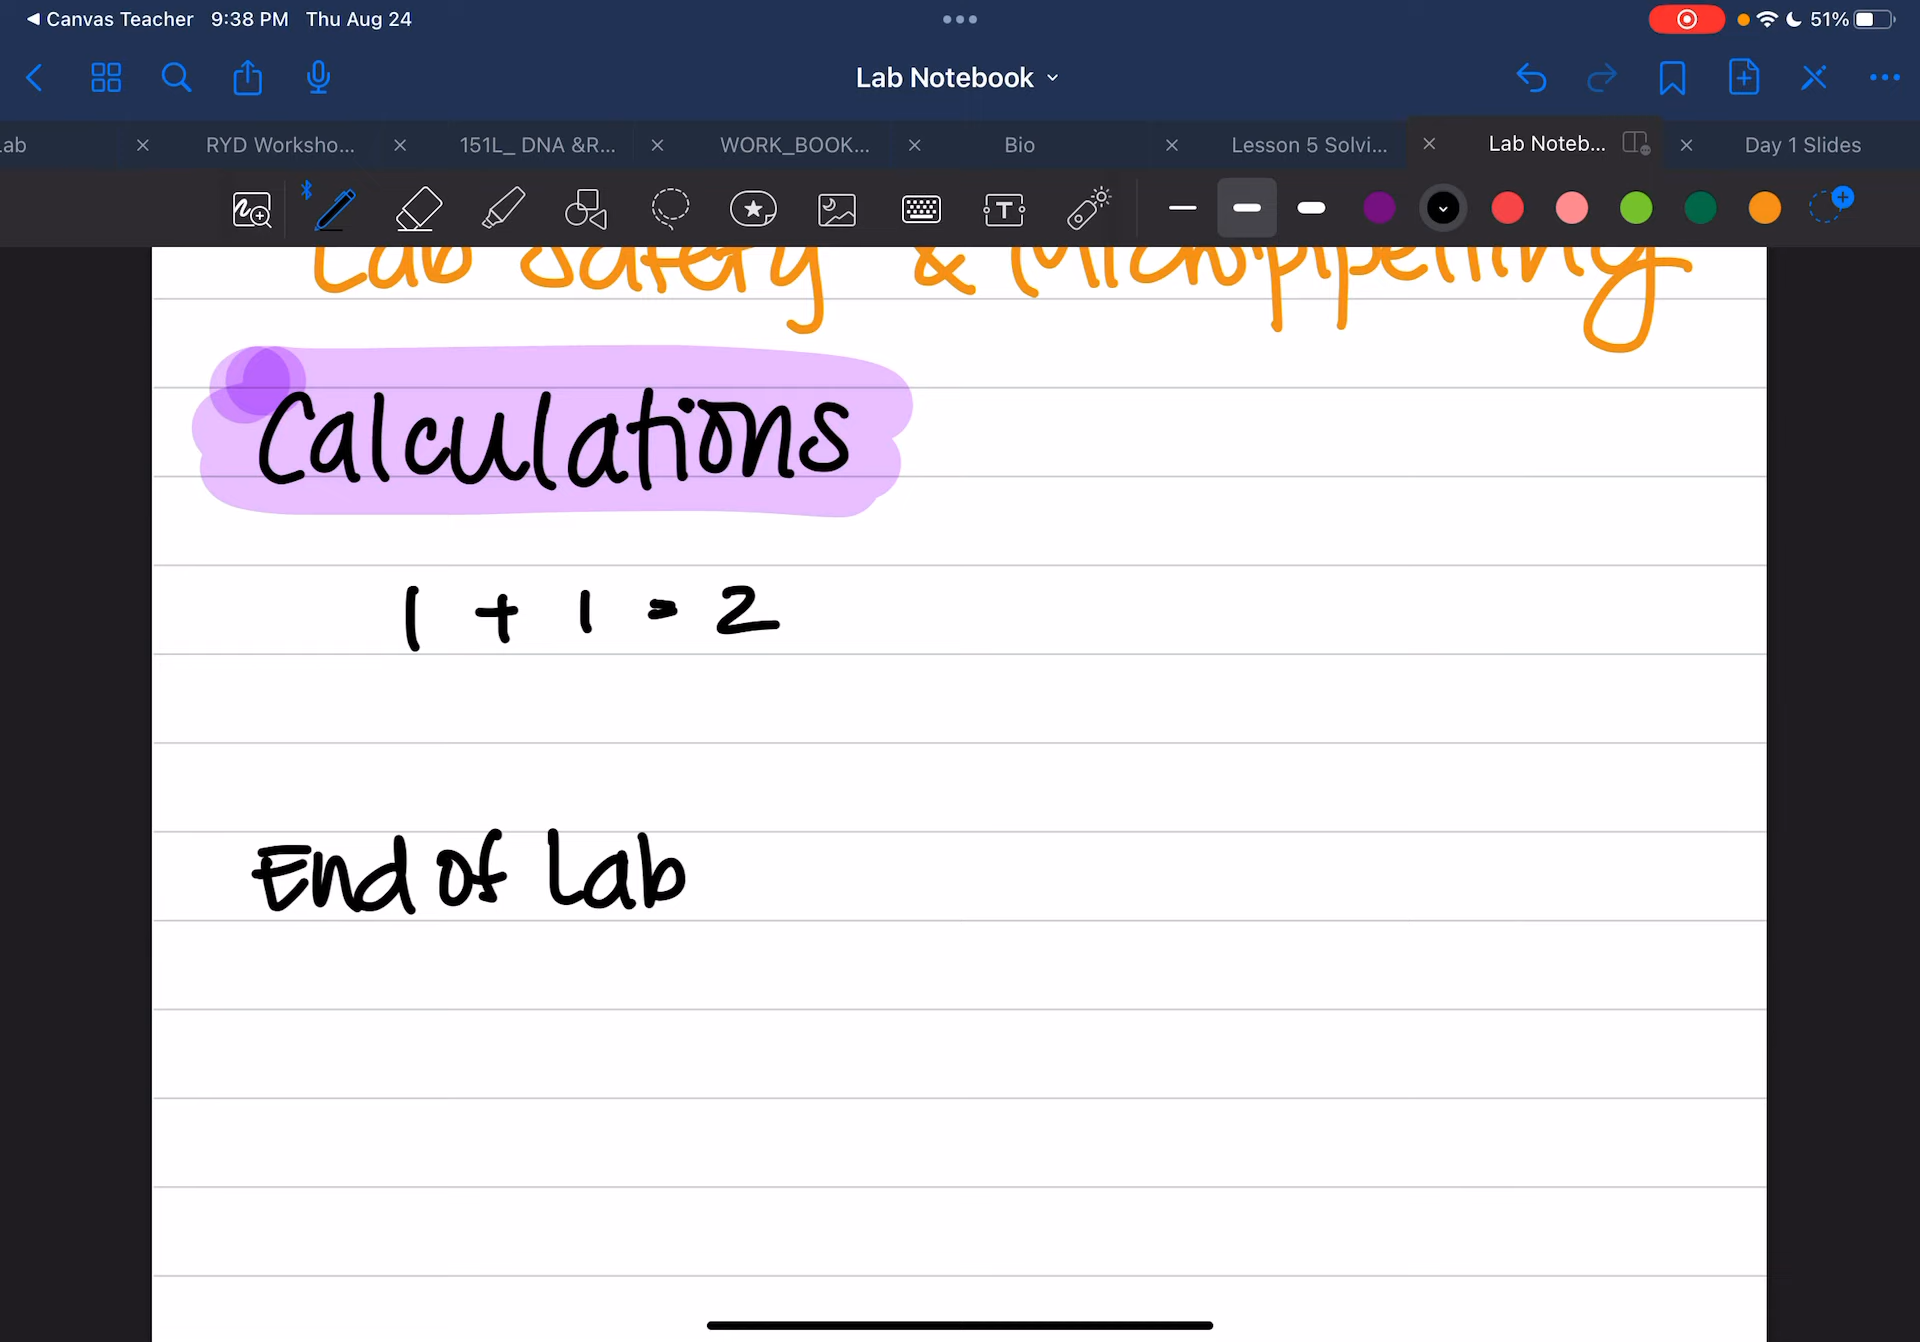 ◀ Canvas Teacher 9:38 PM Thu Aug 24 51%
Lab Notebook
ab RYD Worksho... 151L_ DNA &R... WORK_BOOK... Bio Lesson 5 Solvi... Lab Noteb... Day 1 Slides
Lab Safety & Micropipetting
Calculations
1 + 1 = 2
End of Lab